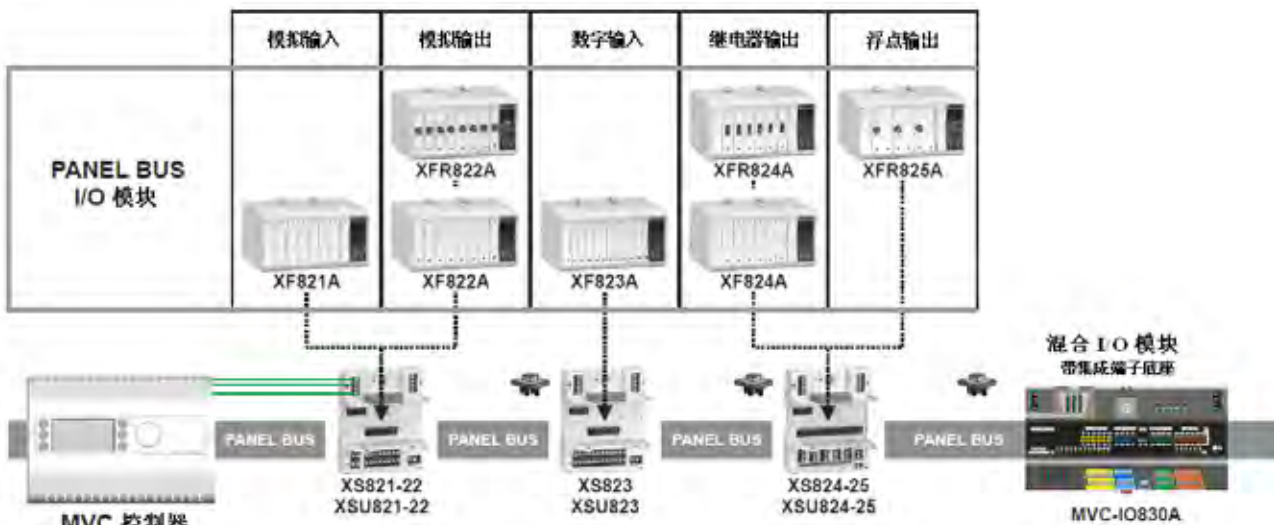 模拟输入
模拟输出
数字输入
继电器输出
浮点输出
PANEL BUS
I/O 模块
XFR822A
XFR824A
XFR825A
XF821A
XF822A
XF823A
XF824A
混合 I/O 模块
带集成端子底座
PANEL BUS
PANEL BUS
PANEL BUS
PANEL BUS
XS821-22
XSU821-22
XS823
XSU823
XS824-25
XSU824-25
MVC 控制器
MVC-IO830A